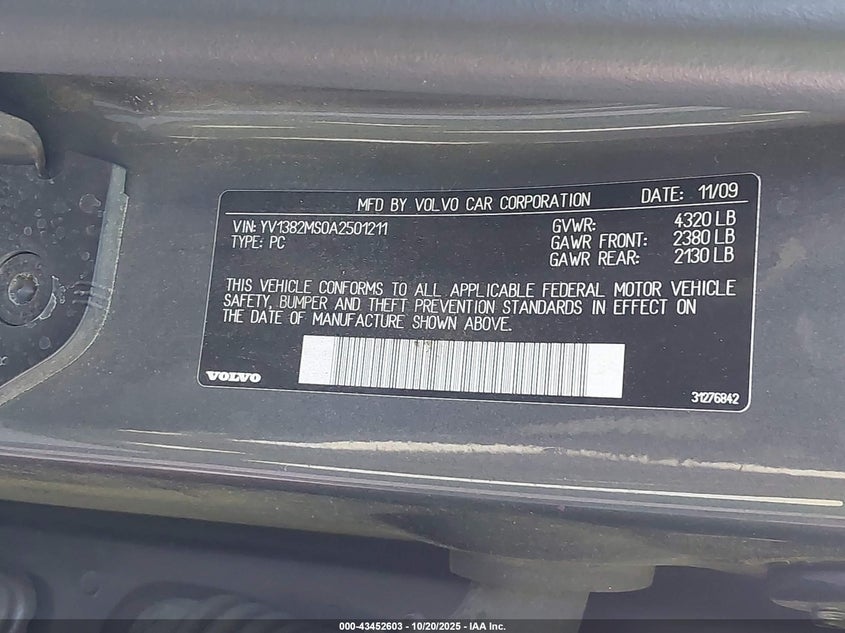 MFD BY VOLVO CAR CORPORATION DATE: 11/09
VIN: YV1382MS0A2501211 GVWR: 4320 LB
TYPE: PC GAWR FRONT: 2380 LB
GAWR REAR: 2130 LB
THIS VEHICLE CONFORMS TO ALL APPLICABLE FEDERAL MOTOR VEHICLE
SAFETY, BUMPER AND THEFT PREVENTION STANDARDS IN EFFECT ON
THE DATE OF MANUFACTURE SHOWN ABOVE.
VOLVO
31276842
000-43452603 - 10/20/2025 - IAA Inc.